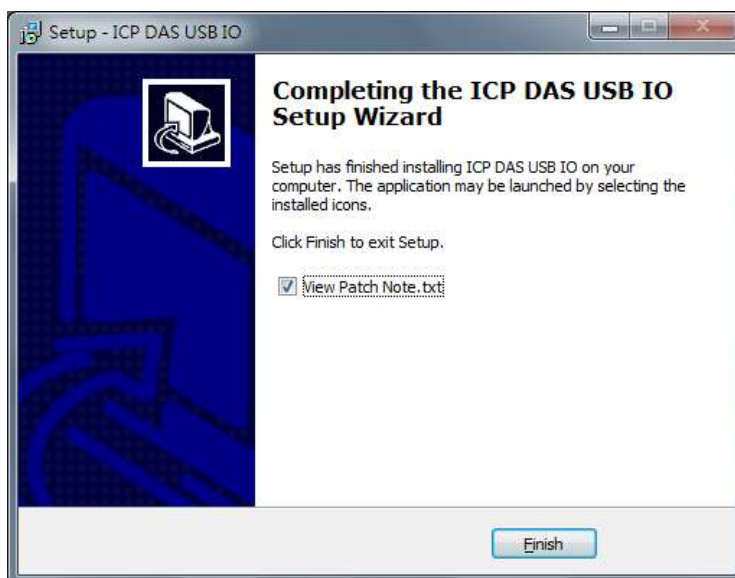 Setup - ICP DAS USB IO
Completing the ICP DAS USB IO
Setup Wizard
Setup has finished installing ICP DAS USB IO on your
computer. The application may be launched by selecting the
installed icons.
Click Finish to exit Setup.
View Patch Note.txt
Finish